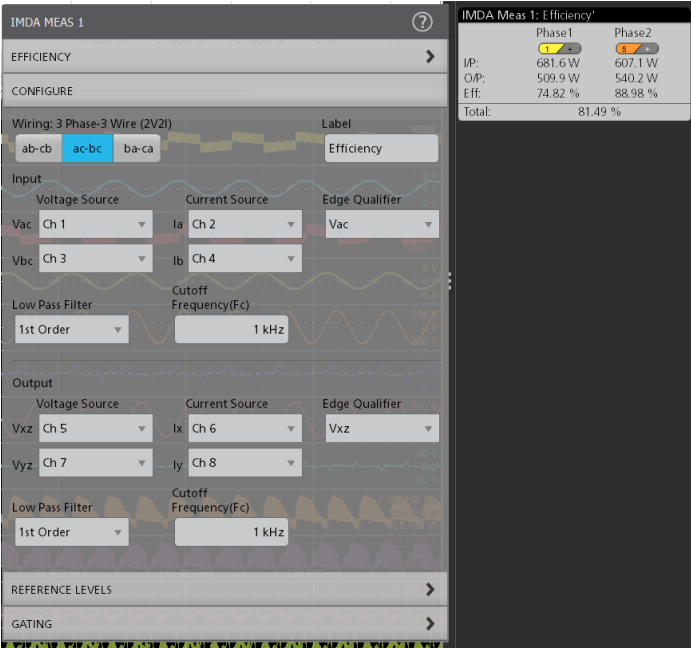 IMDA MEAS 1
?
EFFICIENCY
CONFIGURE
Wiring: 3 Phase-3 Wire (2V2I)
Label
ab-cb ac-bc ba-ca
Efficiency
Input
Voltage Source Current Source Edge Qualifier
Vac Ch 1 Ia Ch 2 Vac
Vbc Ch 3 Ib Ch 4
Low Pass Filter
Cutoff
Frequency(Fc)
1st Order 1 kHz
Output
Voltage Source Current Source Edge Qualifier
Vxz Ch 5 Ix Ch 6 Vxz
Vyz Ch 7 Iy Ch 8
Low Pass Filter
Cutoff
Frequency(Fc)
1st Order 1 kHz
REFERENCE LEVELS
GATING
IMDA Meas 1: Efficiency'
Phase1 Phase2
1 + 5 +
I/P: 681.6 W 607.1 W
O/P: 509.9 W 540.2 W
Eff: 74.82 % 88.98 %
Total: 81.49 %